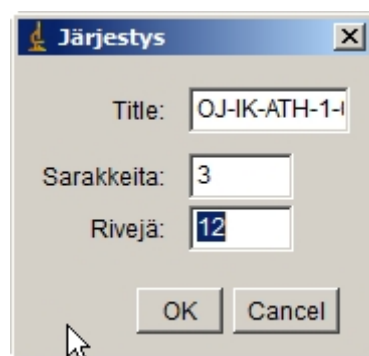 Järjestys
Title: OJ-IK-ATH-1-
Sarakkeita: 3
Rivejä: 12
OK Cancel